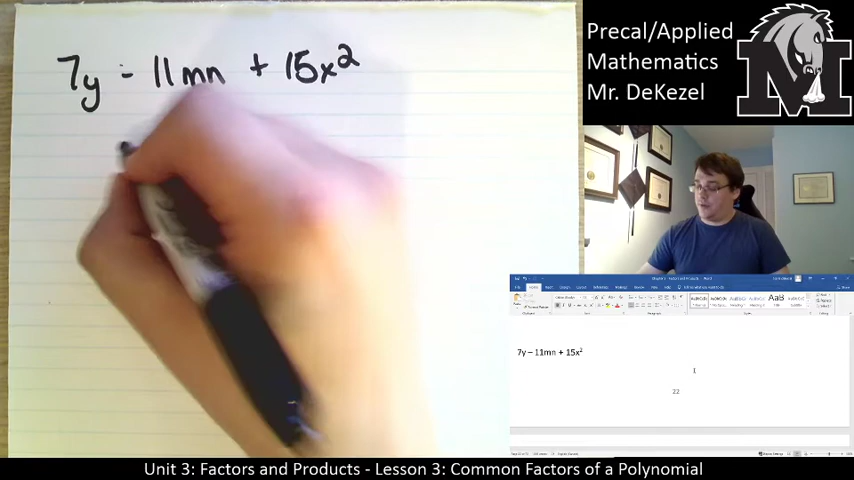 7y - 11mn + 15x²
Precal/Applied
Mathematics
Mr. DeKezel
M
7y – 11mn + 15x²
22
Unit 3: Factors and Products - Lesson 3: Common Factors of a Polynomial